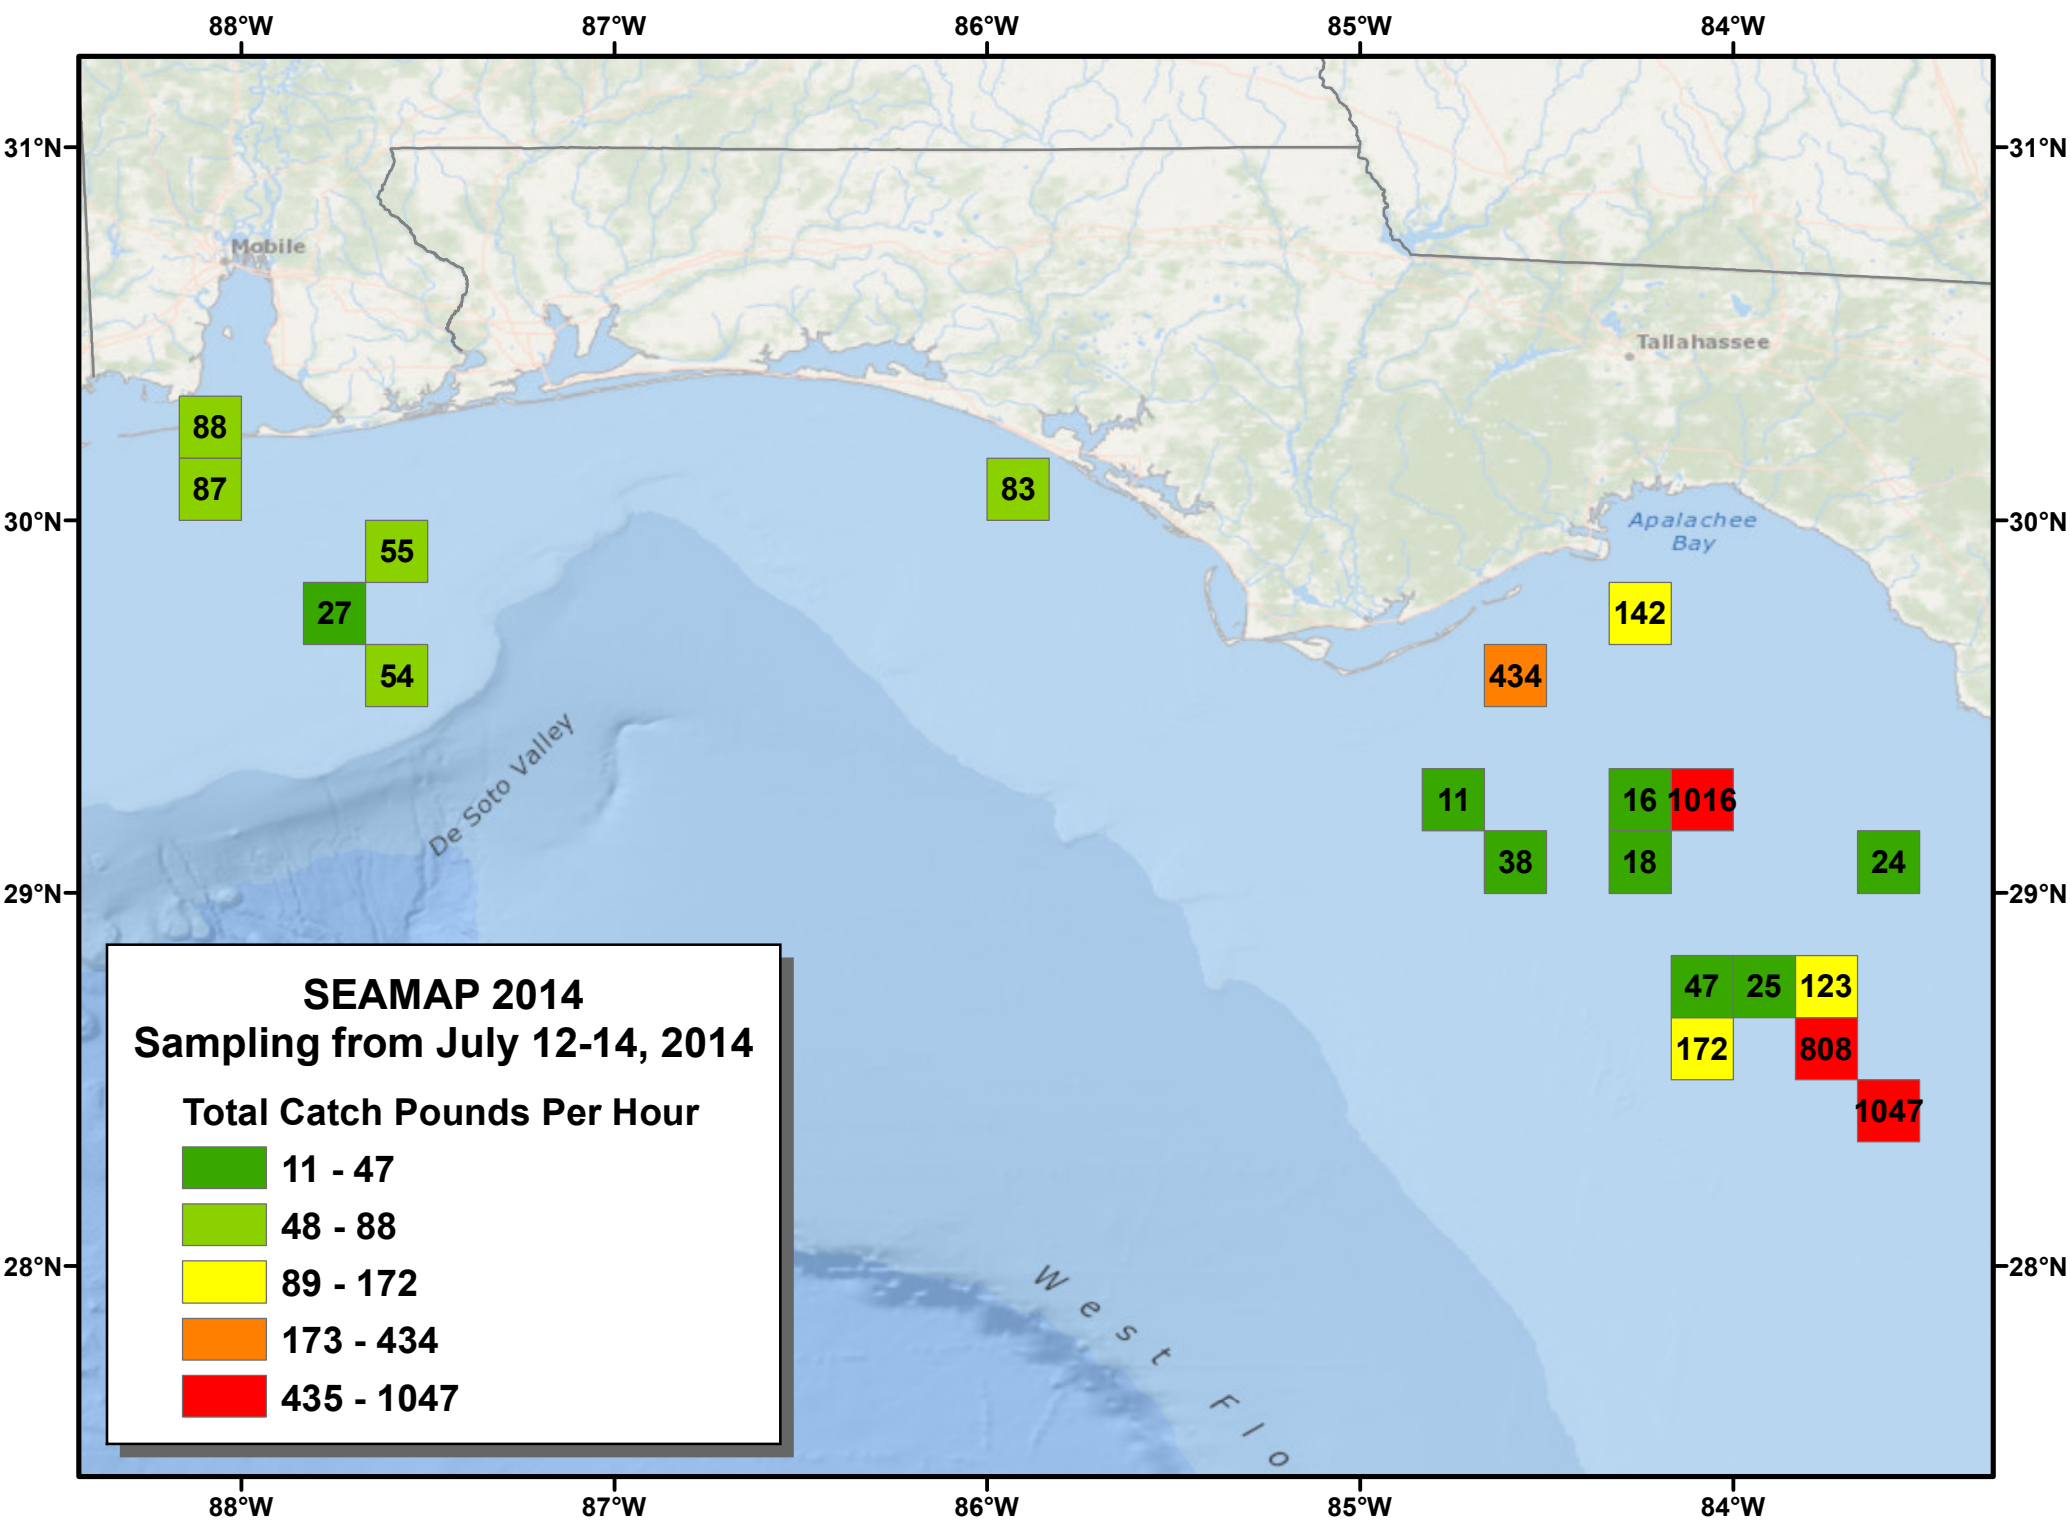 88°W 87°W 86°W 85°W 84°W
31°N 31°N
Mobile
Tallahassee
88
87 83
30°N Apalachee 30°N
Bay
55
27 142
54 434
De Soto Valley
11 16 1016
38 18 24
29°N 29°N
47 25 123
172 808
1047
SEAMAP 2014
Sampling from July 12-14, 2014
Total Catch Pounds Per Hour
11 - 47
48 - 88
89 - 172
173 - 434
435 - 1047
28°N 28°N
West Flo
88°W 87°W 86°W 85°W 84°W